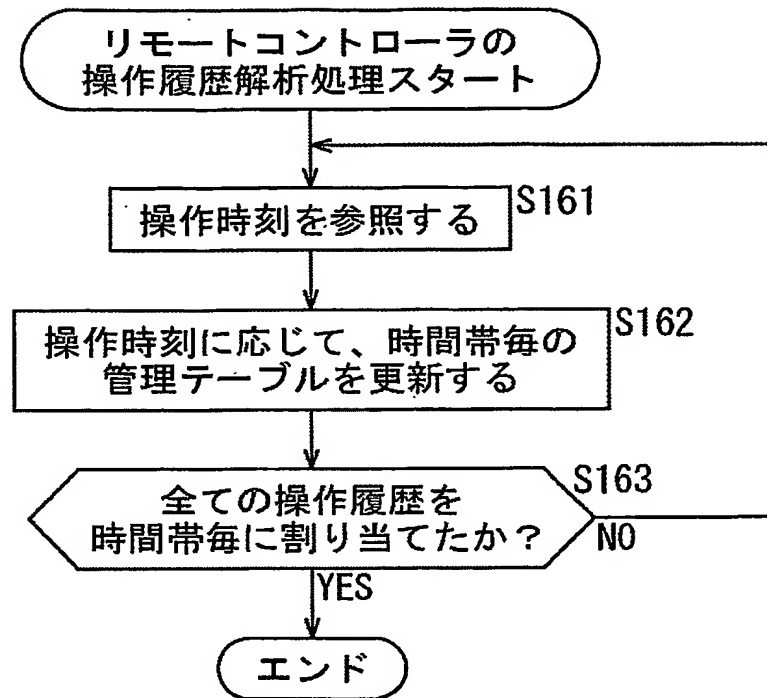 リモートコントローラの
操作履歴解析処理スタート
操作時刻を参照する
S161
操作時刻に応じて、時間帯毎の
管理テーブルを更新する
S162
全ての操作履歴を
時間帯毎に割り当てたか？
S163
NO
YES
エンド